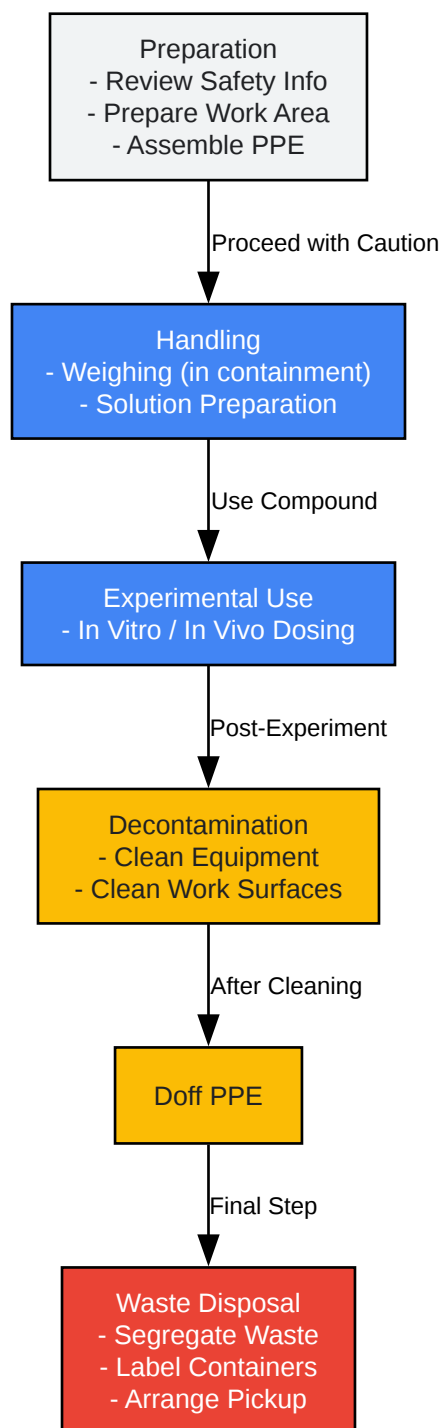 Preparation
- Review Safety Info
- Prepare Work Area
- Assemble PPE
Proceed with Caution
Handling
- Weighing (in containment)
- Solution Preparation
Use Compound
Experimental Use
- In Vitro / In Vivo Dosing
Post-Experiment
Decontamination
- Clean Equipment
- Clean Work Surfaces
After Cleaning
Doff PPE
Final Step
Waste Disposal
- Segregate Waste
- Label Containers
- Arrange Pickup